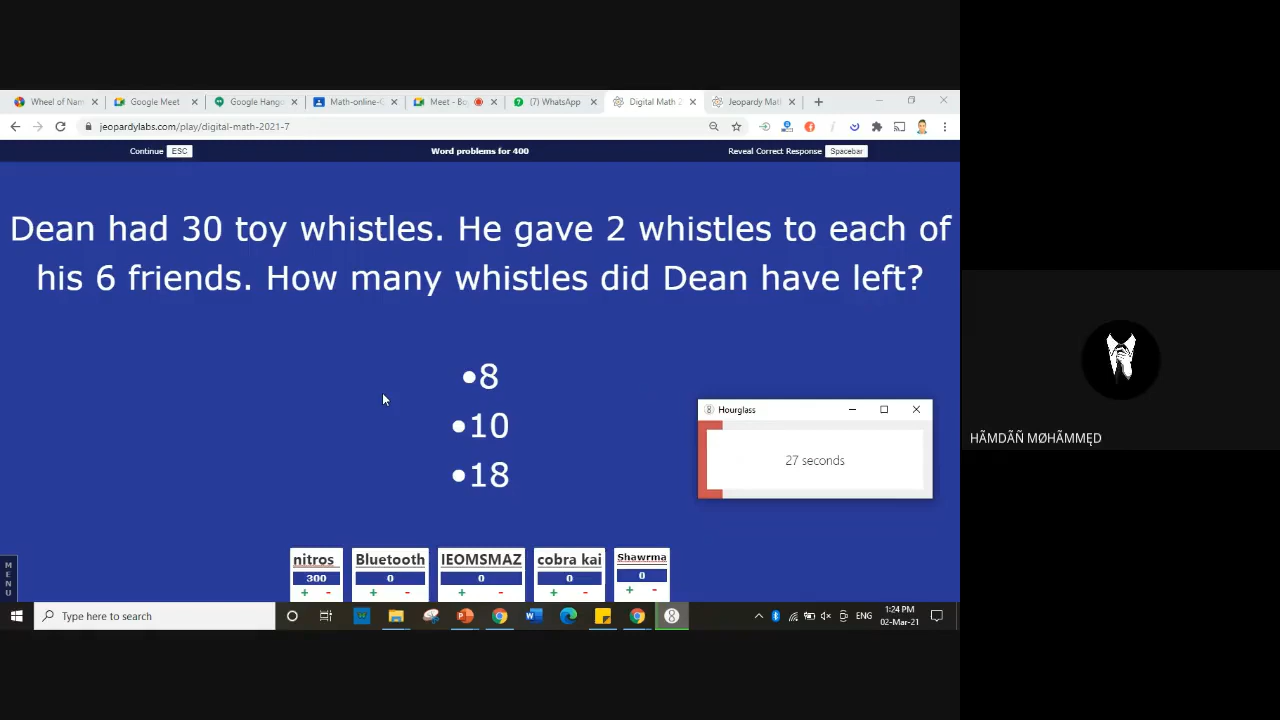 Wheel of Nam
Google Meet
Google Hango
Math-online-C
Meet - Bo
(7) WhatsApp
Digital Math 2
Jeopardy Mat
jeopardylabs.com/play/digital-math-2021-7
Continue ESC
Word problems for 400
Reveal Correct Response Spacebar
Dean had 30 toy whistles. He gave 2 whistles to each of
his 6 friends. How many whistles did Dean have left?
•8
•10
•18
Hourglass
27 seconds
HÃMDÃÑ MØHÃMMĘD
MENU
nitros Bluetooth IEOMSMAZ cobra kai Shawrma
300 0 0 0 0
+ - + - + - + - + -
Type here to search
ENG
1:24 PM
02-Mar-21